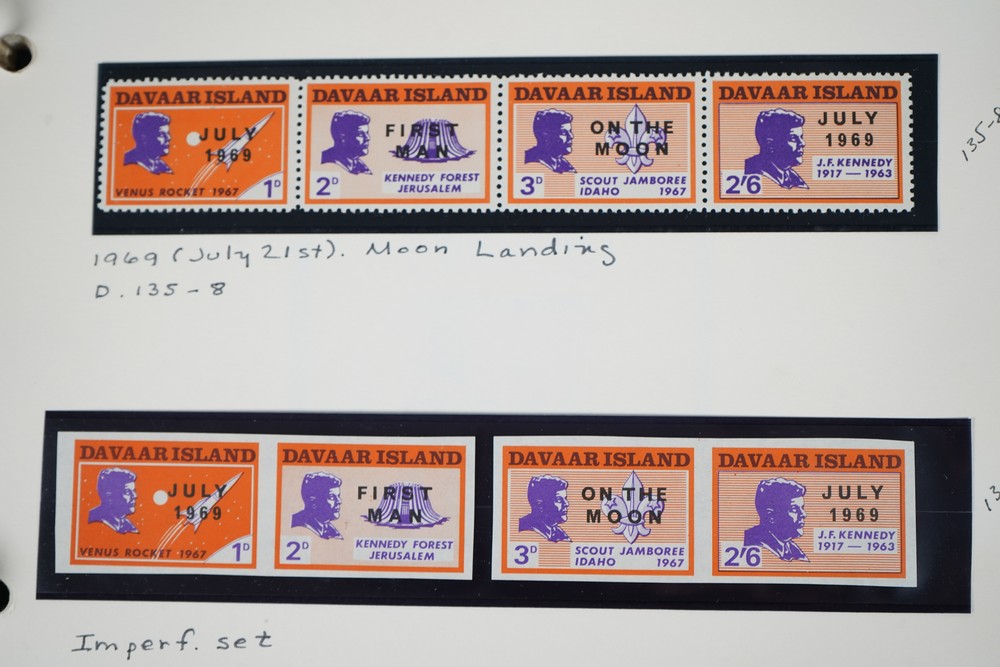 DAVAAR ISLAND
JULY
1969
VENUS ROCKET 1967
1D
DAVAAR ISLAND
FIRST
MAN
2D
KENNEDY FOREST
JERUSALEM
DAVAAR ISLAND
ON THE
MOON
3D
SCOUT JAMBOREE
IDAHO 1967
DAVAAR ISLAND
JULY
1969
J.F. KENNEDY
1917 — 1963
2'6
135-8
1969 (July 21st). Moon Landing
D. 135-8
DAVAAR ISLAND
JULY
1969
VENUS ROCKET 1967
1D
DAVAAR ISLAND
FIRST
MAN
2D
KENNEDY FOREST
JERUSALEM
DAVAAR ISLAND
ON THE
MOON
3D
SCOUT JAMBOREE
IDAHO 1967
DAVAAR ISLAND
JULY
1969
J.F. KENNEDY
1917 — 1963
2'6
13
Imperf. set